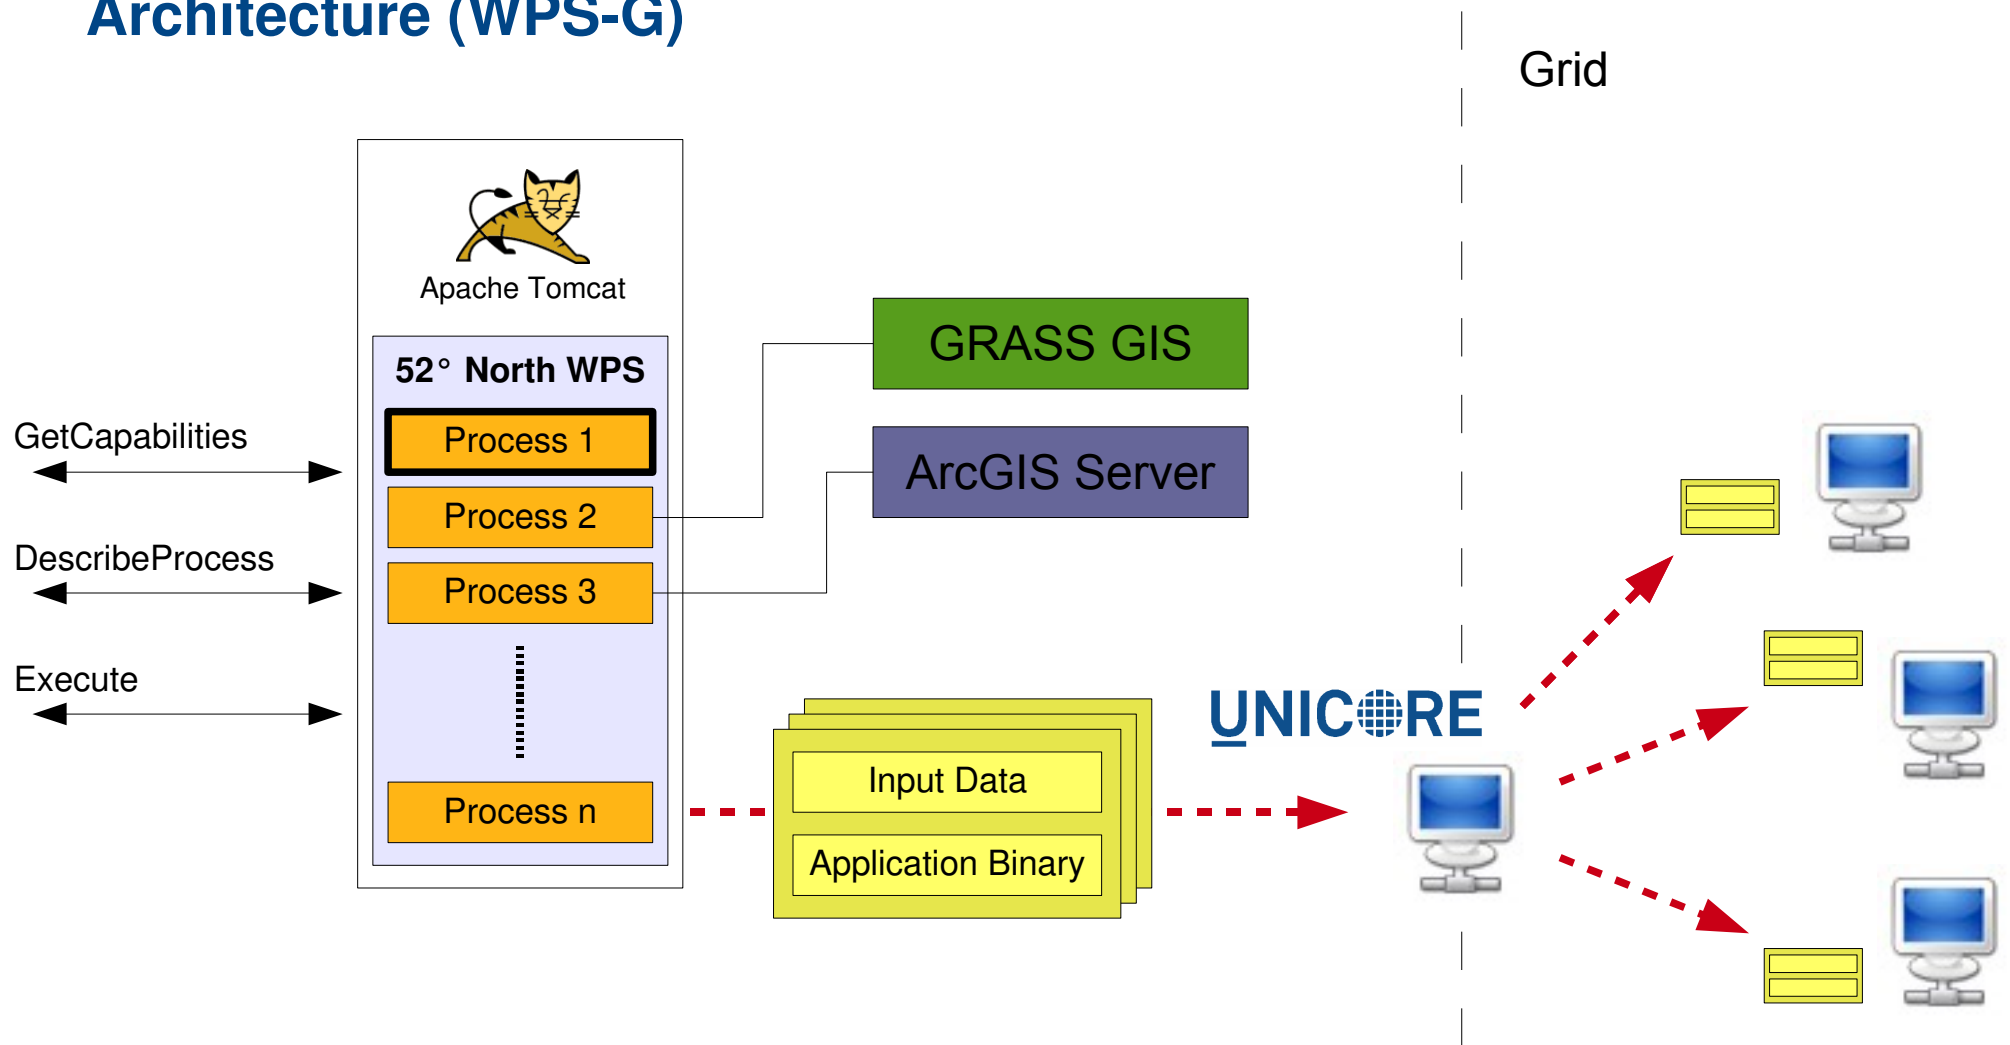 Architecture (WPS-G)
Grid
Apache Tomcat
52° North WPS
GetCapabilities
Process 1
Process 2
DescribeProcess
Process 3
Execute
Process n
GRASS GIS
ArcGIS Server
Input Data
Application Binary
UNICORE